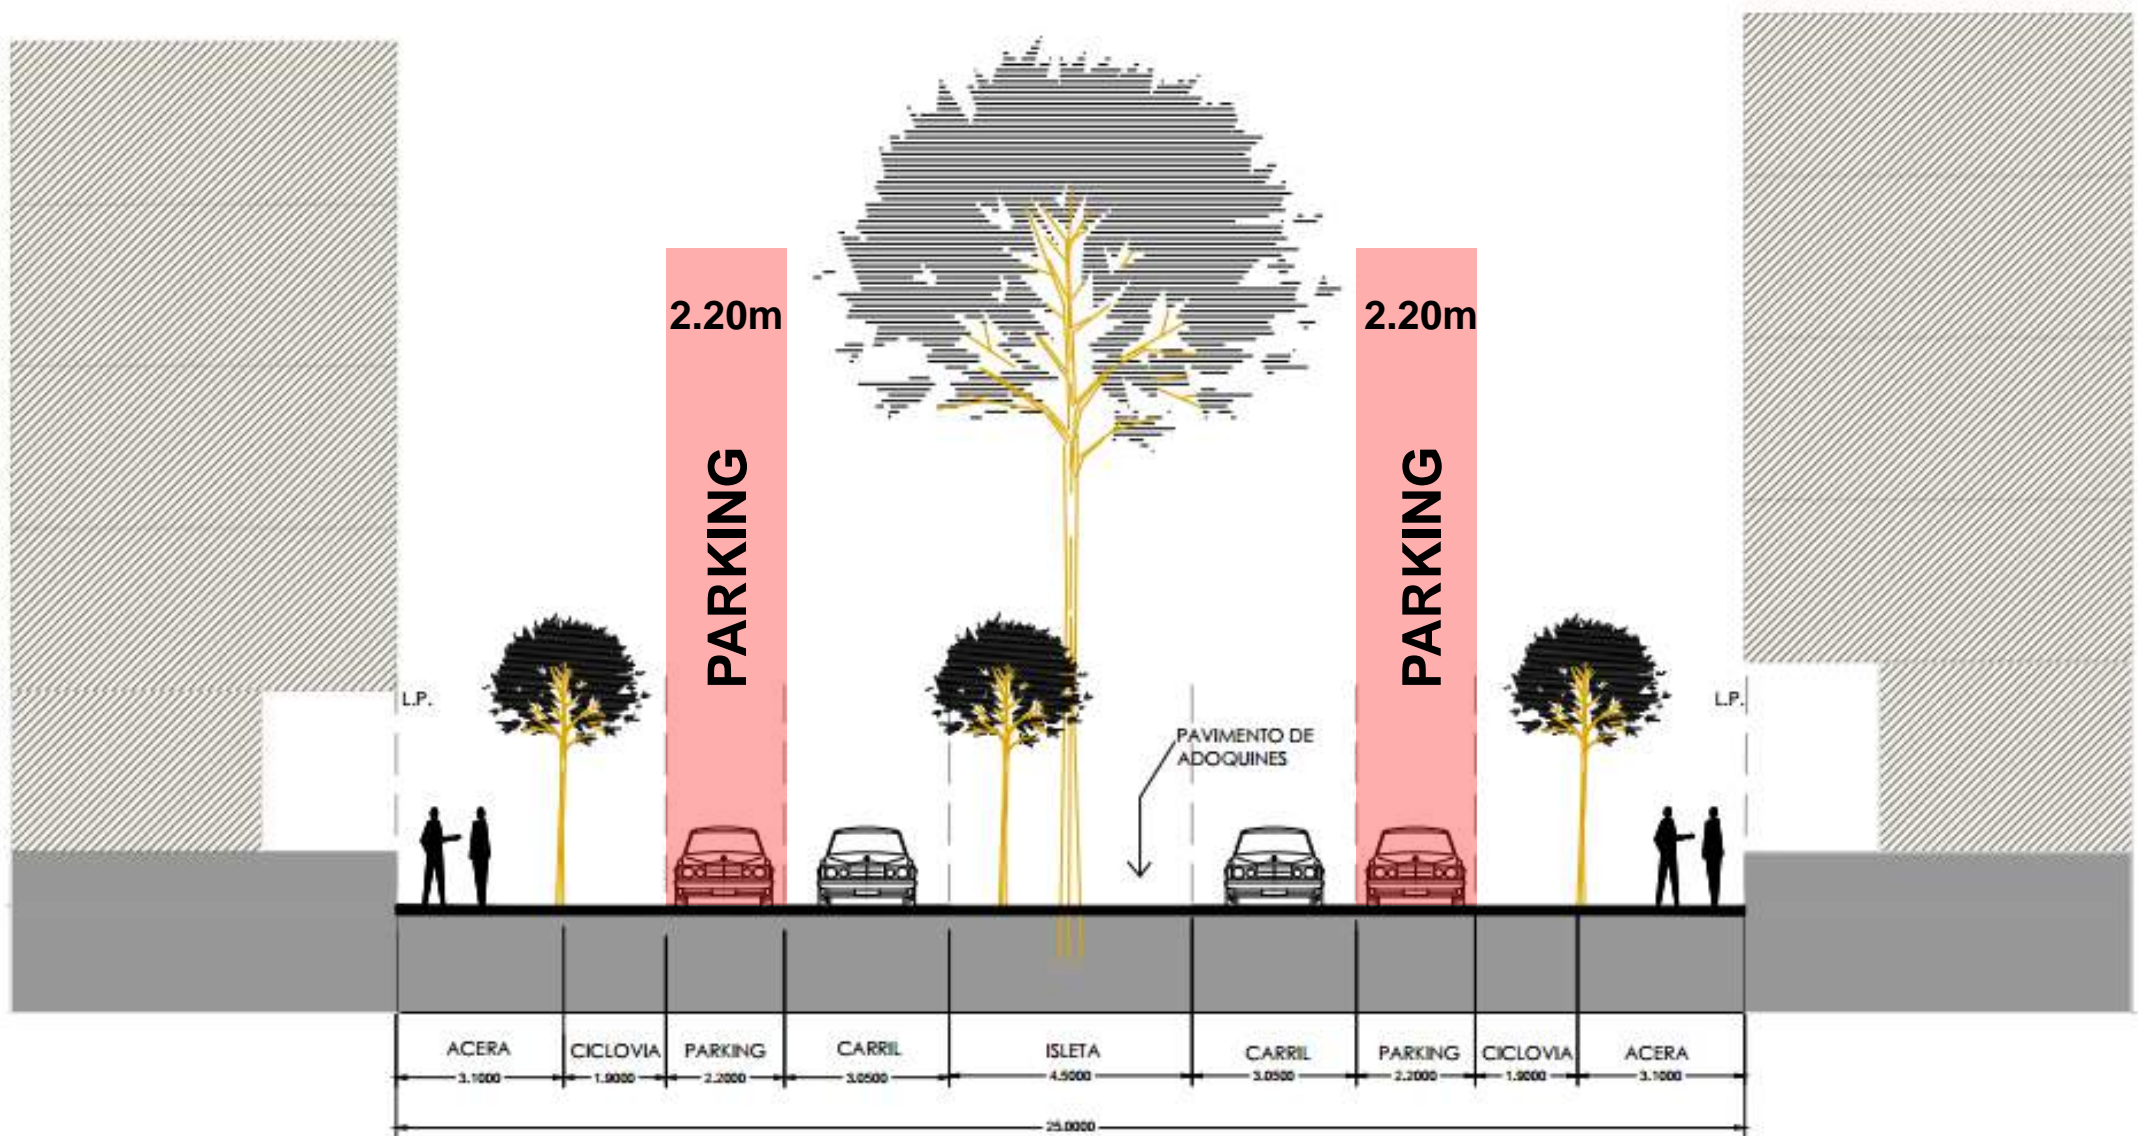 2.20m
2.20m
PARKING
PARKING
L.P.
L.P.
PAVIMENTO DE
ADOQUINES
ACERA CICLOVIA PARKING CARRIL ISLETA CARRIL PARKING CICLOVIA ACERA
3.1000 1.9000 2.2000 3.0500 4.5000 3.0500 2.2000 1.9000 3.1000
25.0000